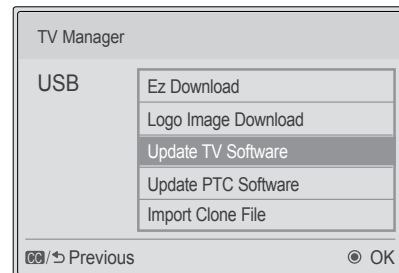 TV Manager
USB
Ez Download
Logo Image Download
Update TV Software
Update PTC Software
Import Clone File
CC/⮌ Previous ◉ OK